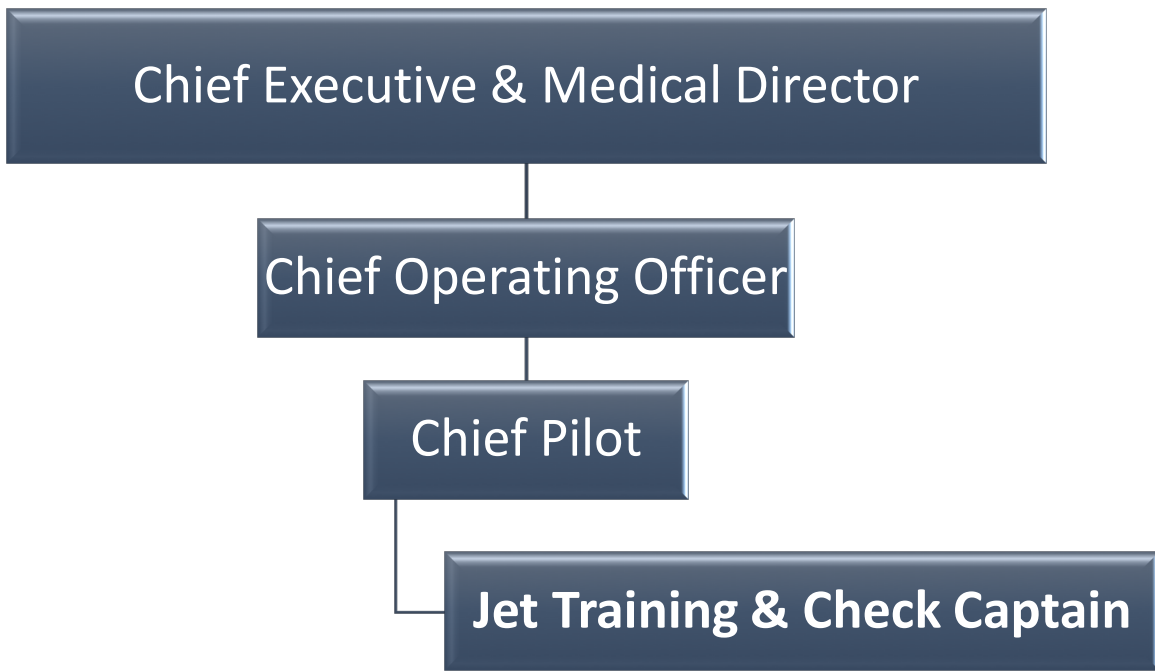 Chief Executive & Medical Director
Chief Operating Officer
Chief Pilot
Jet Training & Check Captain